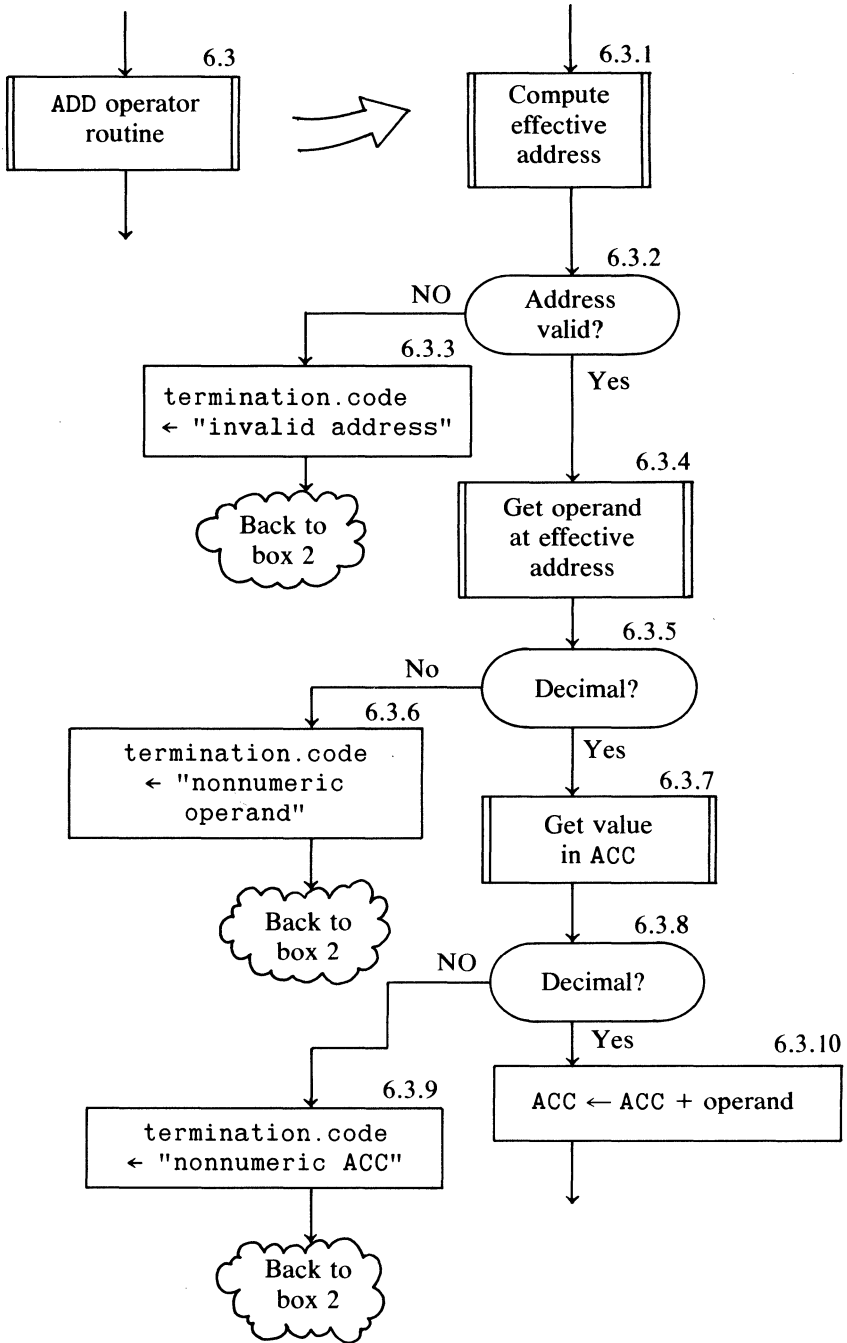 6.3
ADD operator
routine
6.3.1
Compute
effective
address
6.3.2
Address
valid?
NO
Yes
6.3.3
termination.code
← "invalid address"
Back to
box 2
6.3.4
Get operand
at effective
address
6.3.5
Decimal?
No
Yes
6.3.6
termination.code
← "nonnumeric
operand"
Back to
box 2
6.3.7
Get value
in ACC
6.3.8
Decimal?
NO
Yes
6.3.9
termination.code
← "nonnumeric ACC"
Back to
box 2
6.3.10
ACC ← ACC + operand